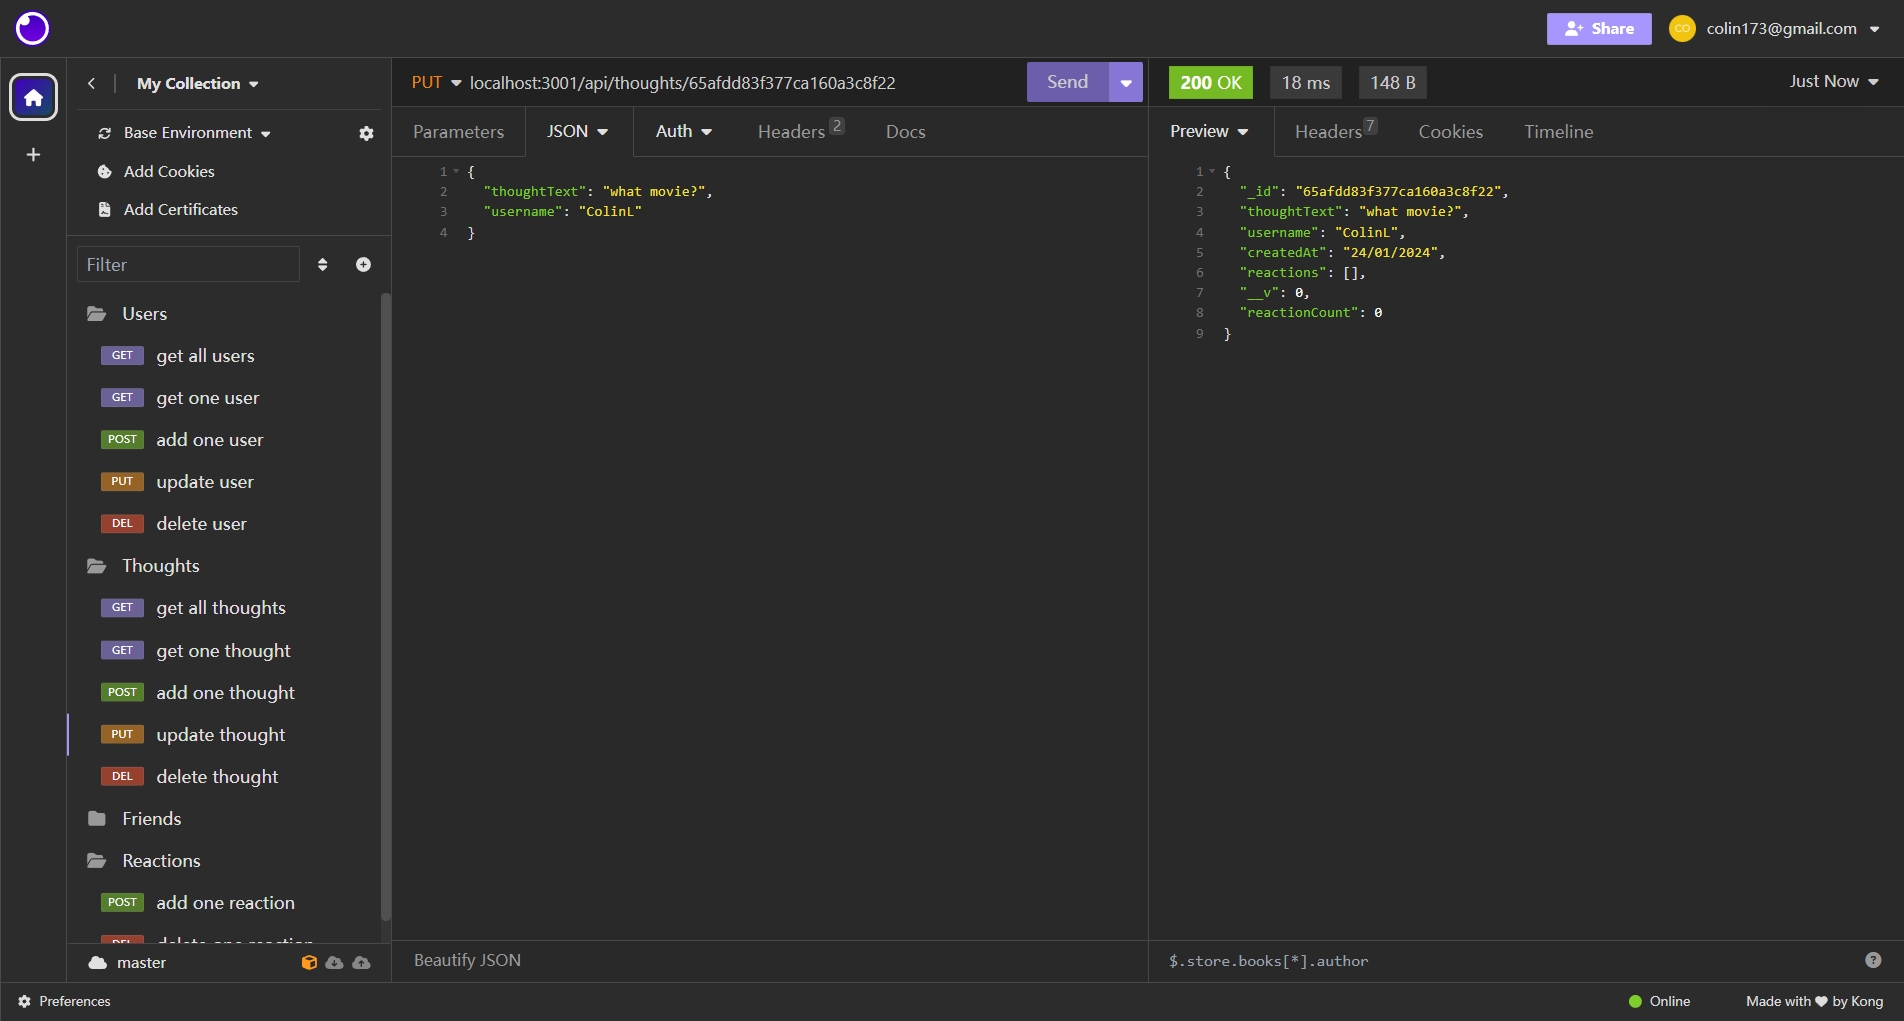 Share
CO
colin173@gmail.com
My Collection
Base Environment
Add Cookies
Add Certificates
Filter
Users
GET get all users
GET get one user
POST add one user
PUT update user
DEL delete user
Thoughts
GET get all thoughts
GET get one thought
POST add one thought
PUT update thought
DEL delete thought
Friends
Reactions
POST add one reaction
DEL delete one reaction
master
PUT localhost:3001/api/thoughts/65afdd83f377ca160a3c8f22
Send
Parameters JSON Auth Headers 2 Docs
1 {
2 "thoughtText": "what movie?",
3 "username": "ColinL"
4 }
Beautify JSON
200 OK 18 ms 148 B Just Now
Preview Headers 7 Cookies Timeline
1 {
2 "_id": "65afdd83f377ca160a3c8f22",
3 "thoughtText": "what movie?",
4 "username": "ColinL",
5 "createdAt": "24/01/2024",
6 "reactions": [],
7 "__v": 0,
8 "reactionCount": 0
9 }
$.store.books[*].author
?
Preferences
Online
Made with ♥ by Kong